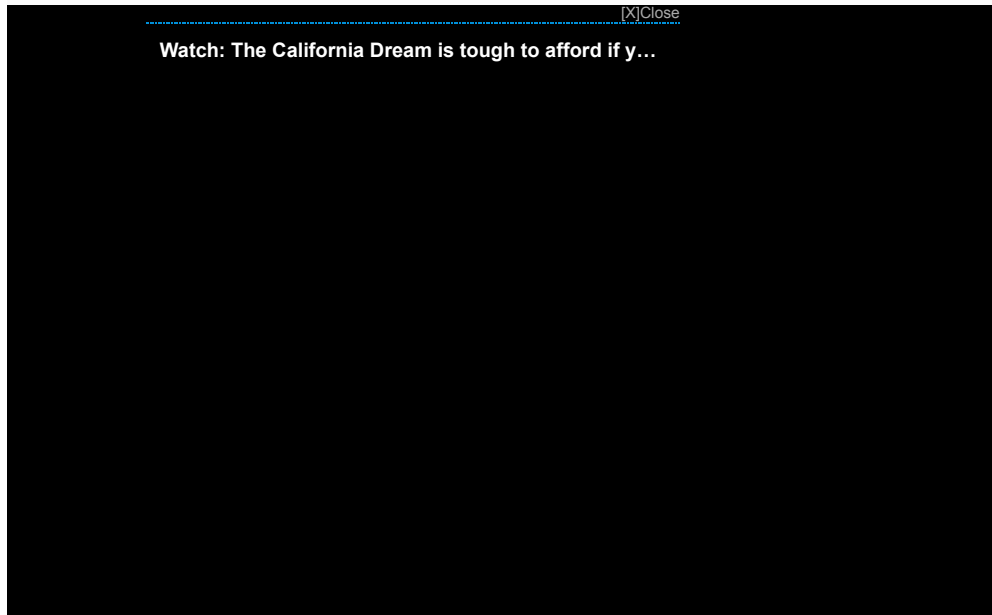 [X]Close
Watch: The California Dream is tough to afford if y…